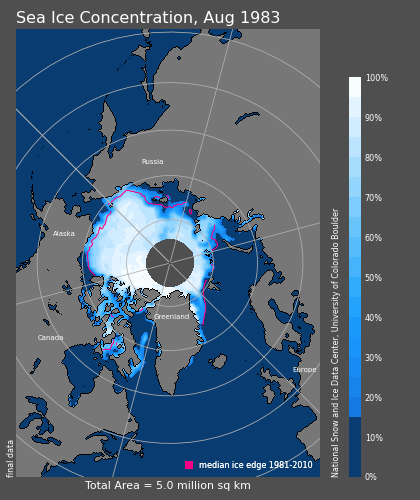 Sea Ice Concentration, Aug 1983
Russia
Alaska
Greenland
Canada
Europe
median ice edge 1981-2010
final data
Total Area = 5.0 million sq km
100%
90%
80%
70%
60%
50%
40%
30%
20%
10%
0%
National Snow and Ice Data Center, University of Colorado Boulder